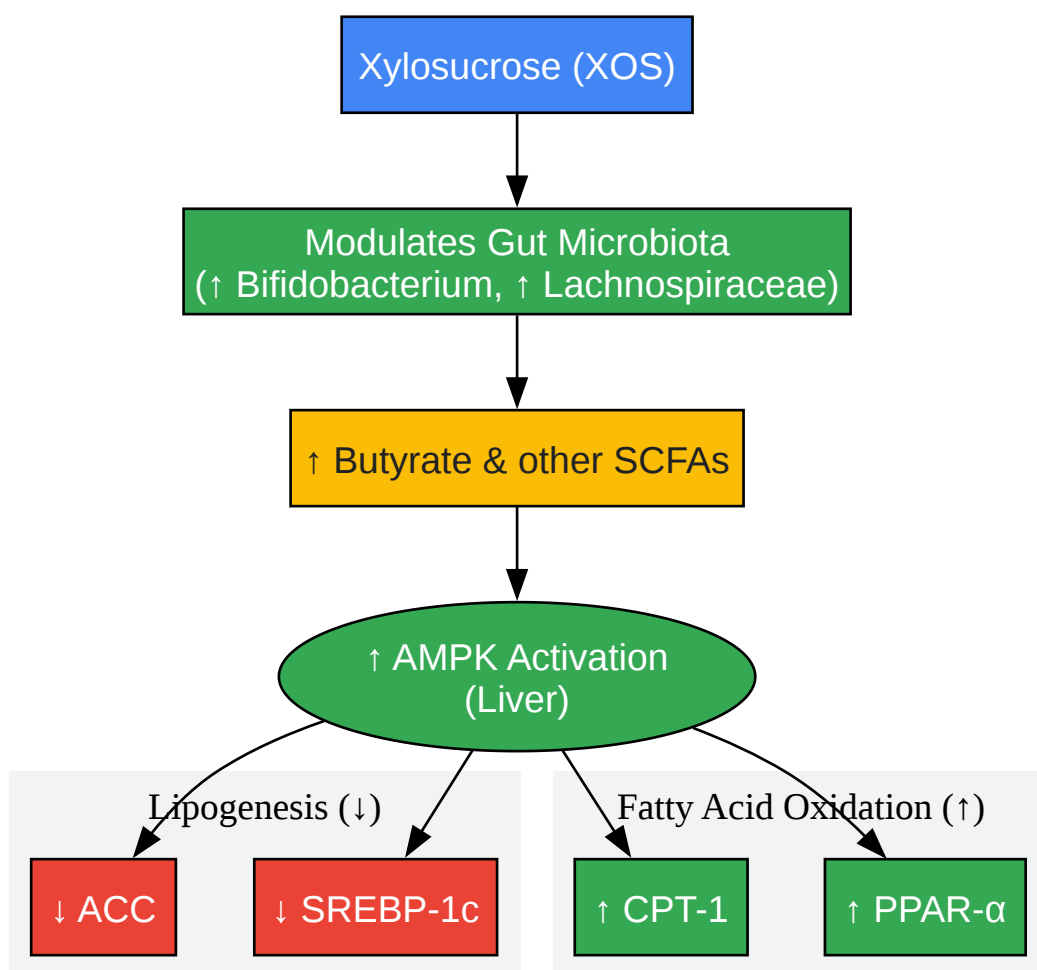 Xylosucrose (XOS)
Modulates Gut Microbiota
(↑ Bifidobacterium, ↑ Lachnospiraceae)
↑ Butyrate & other SCFAs
↑ AMPK Activation
(Liver)
Lipogenesis (↓)
Fatty Acid Oxidation (↑)
↓ ACC
↓ SREBP-1c
↑ CPT-1
↑ PPAR-α